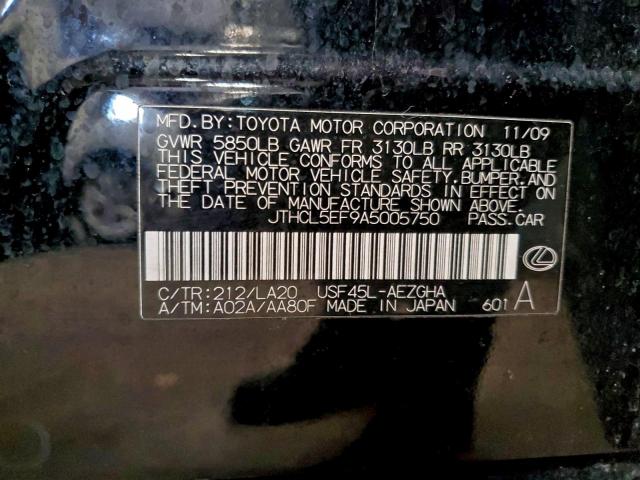 MFD.BY:TOYOTA MOTOR CORPORATION 11/09
GVWR 5850LB GAWR FR 3130LB RR 3130LB
THIS VEHICLE CONFORMS TO ALL APPLICABLE
FEDERAL MOTOR VEHICLE SAFETY,BUMPER,AND
THEFT PREVENTION STANDARDS IN EFFECT ON
THE DATE OF MANUFACTURE SHOWN ABOVE.
JTHCL5EF9A5005750 PASS.CAR
C/TR:212/LA20 USF45L-AEZGHA
A/TM:A02A/AA80F MADE IN JAPAN 601 A